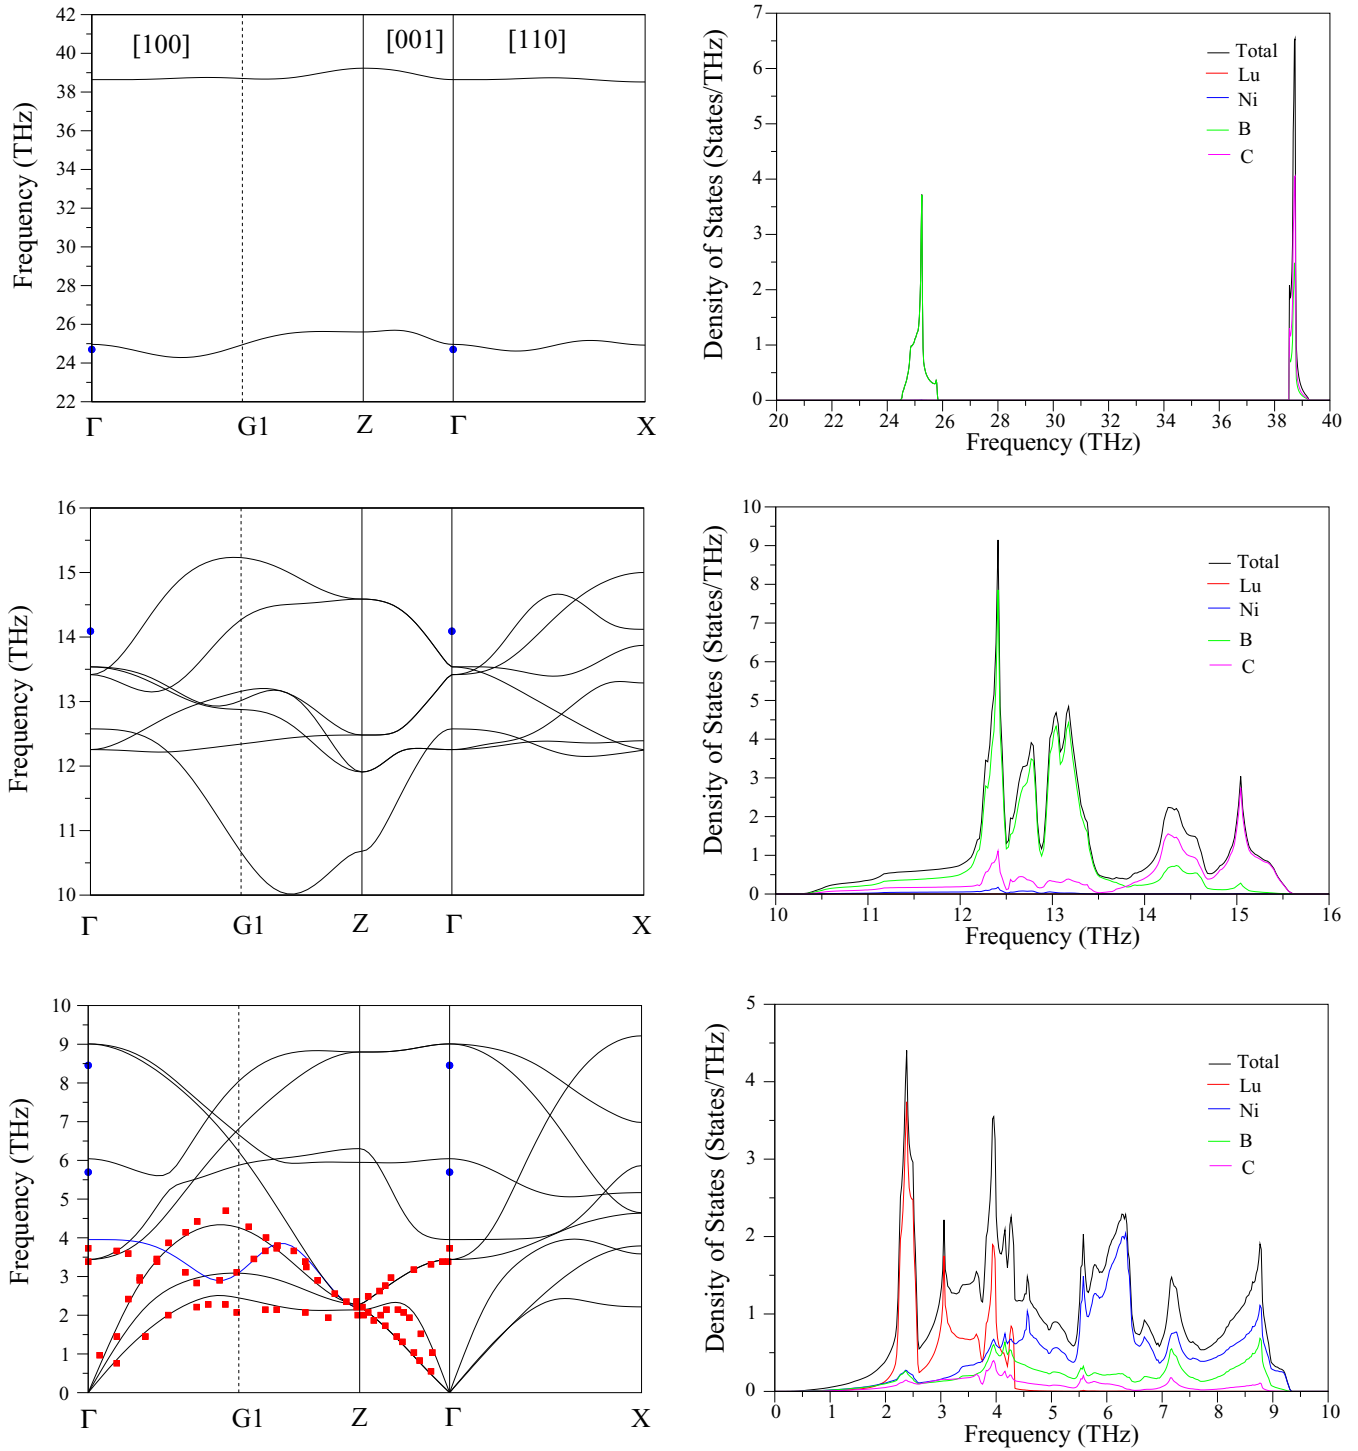 [100] [001] [110]
Frequency (THz)
42
40
38
36
34
32
30
28
26
24
22
Γ G1 Z Γ X
Density of States (States/THz)
7
6
5
4
3
2
1
0
Total
Lu
Ni
B
C
20 22 24 26 28 30 32 34 36 38 40
Frequency (THz)
Frequency (THz)
16
15
14
13
12
11
10
Γ G1 Z Γ X
Density of States (States/THz)
10
9
8
7
6
5
4
3
2
1
0
Total
Lu
Ni
B
C
10 11 12 13 14 15 16
Frequency (THz)
Frequency (THz)
10
9
8
7
6
5
4
3
2
1
0
Γ G1 Z Γ X
Density of States (States/THz)
5
4
3
2
1
0
Total
Lu
Ni
B
C
0 1 2 3 4 5 6 7 8 9 10
Frequency (THz)